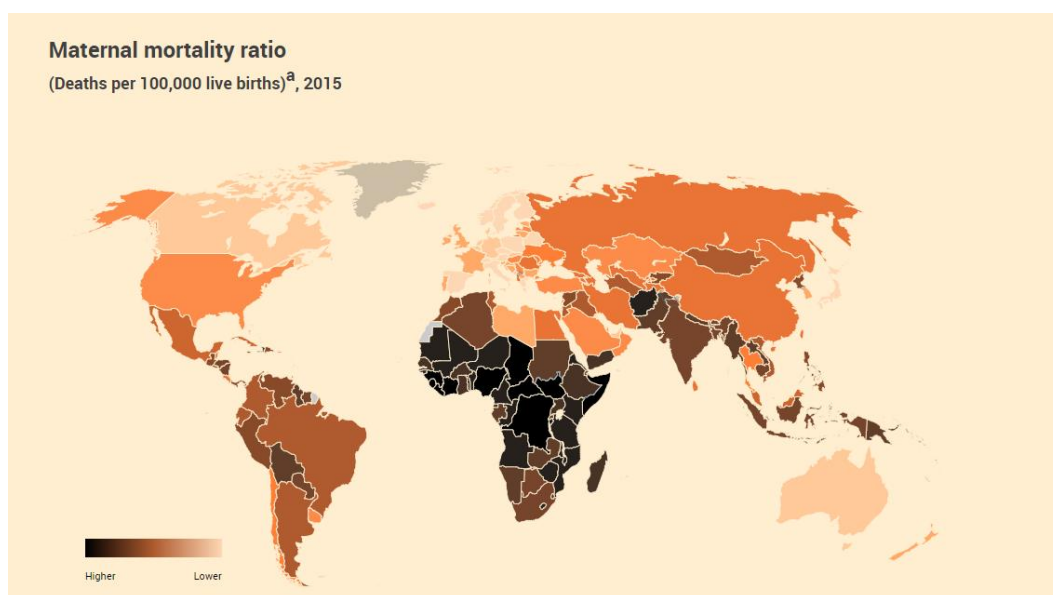 Maternal mortality ratio
(Deaths per 100,000 live births)a, 2015
Higher Lower